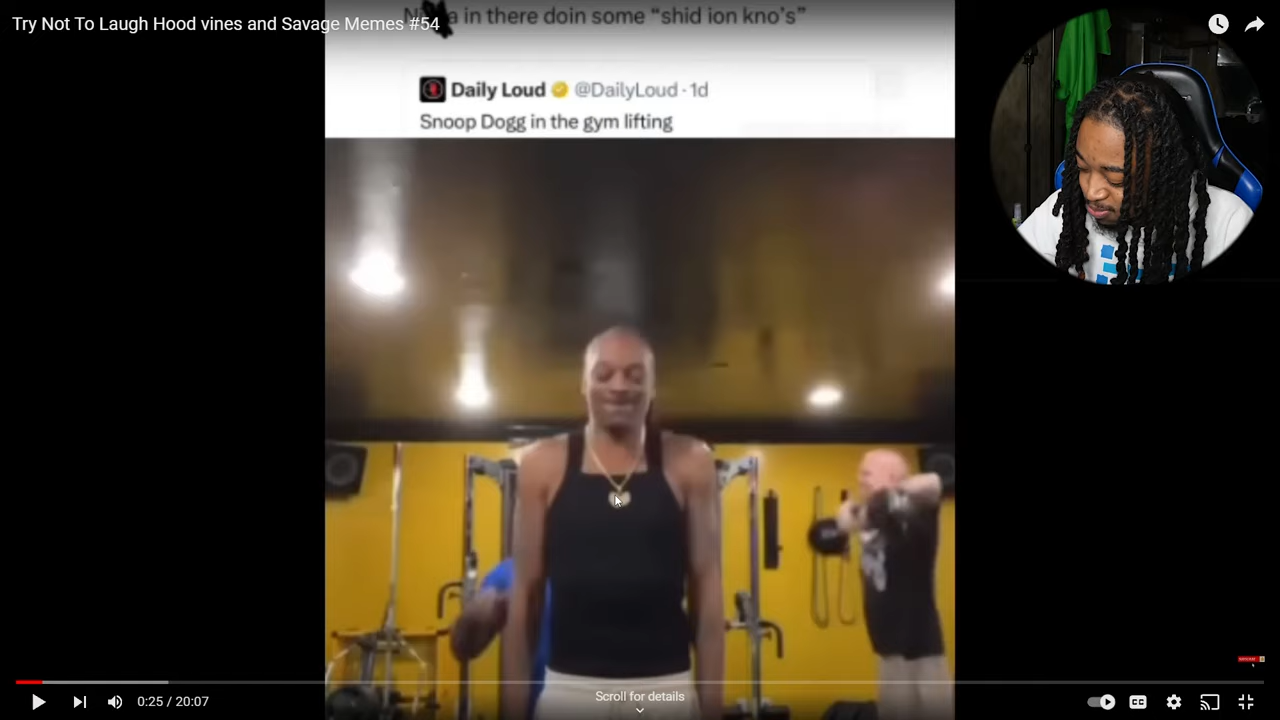 Try Not To Laugh Hood vines and Savage Memes #54
in there doin some “shid ion kno’s”
Daily Loud @DailyLoud · 1d
Snoop Dogg in the gym lifting
Scroll for details
0:25 / 20:07
CC